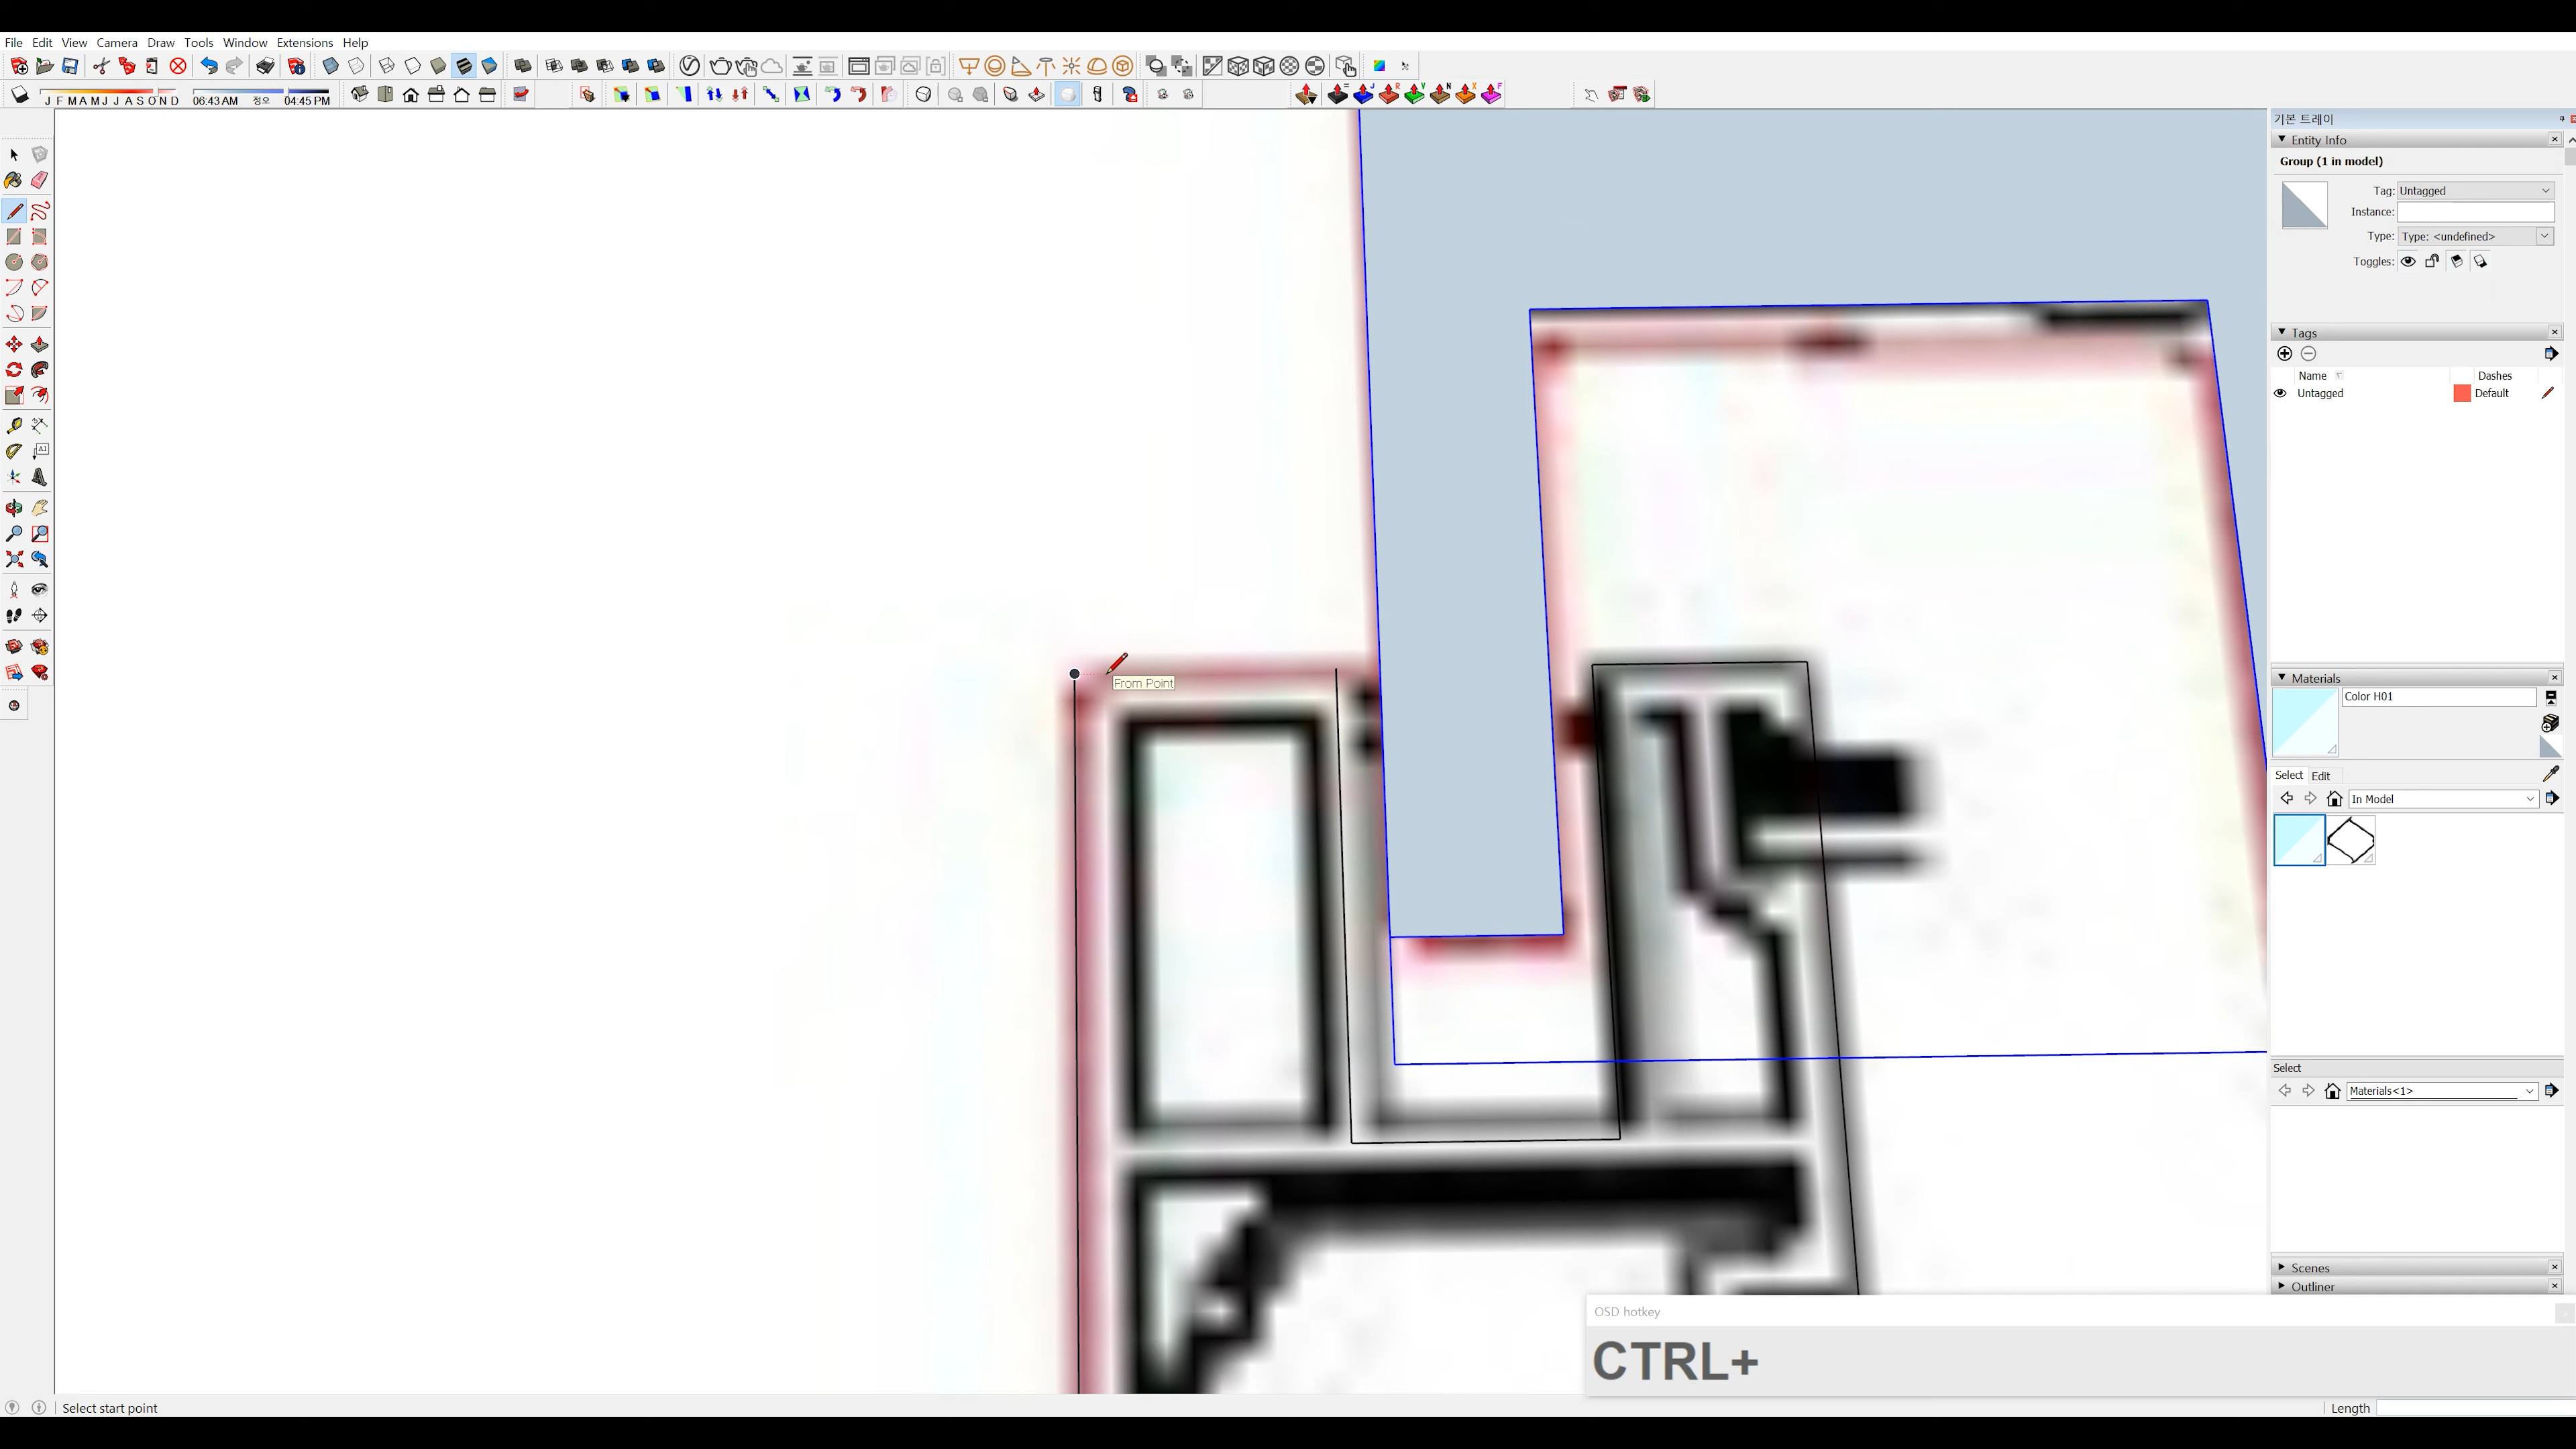 File Edit View Camera Draw Tools Window Extensions Help
J F M A M J J A S O N D 06:43 AM 정오 04:45 PM
기본 트레이
Entity Info
Group (1 in model)
Tag: Untagged
Instance:
Type: Type: <undefined>
Toggles:
Tags
Name Dashes
Untagged Default
From Point
Materials
Color H01
Select Edit
In Model
Select
Materials<1>
Scenes
Outliner
OSD hotkey
CTRL+
Select start point
Length